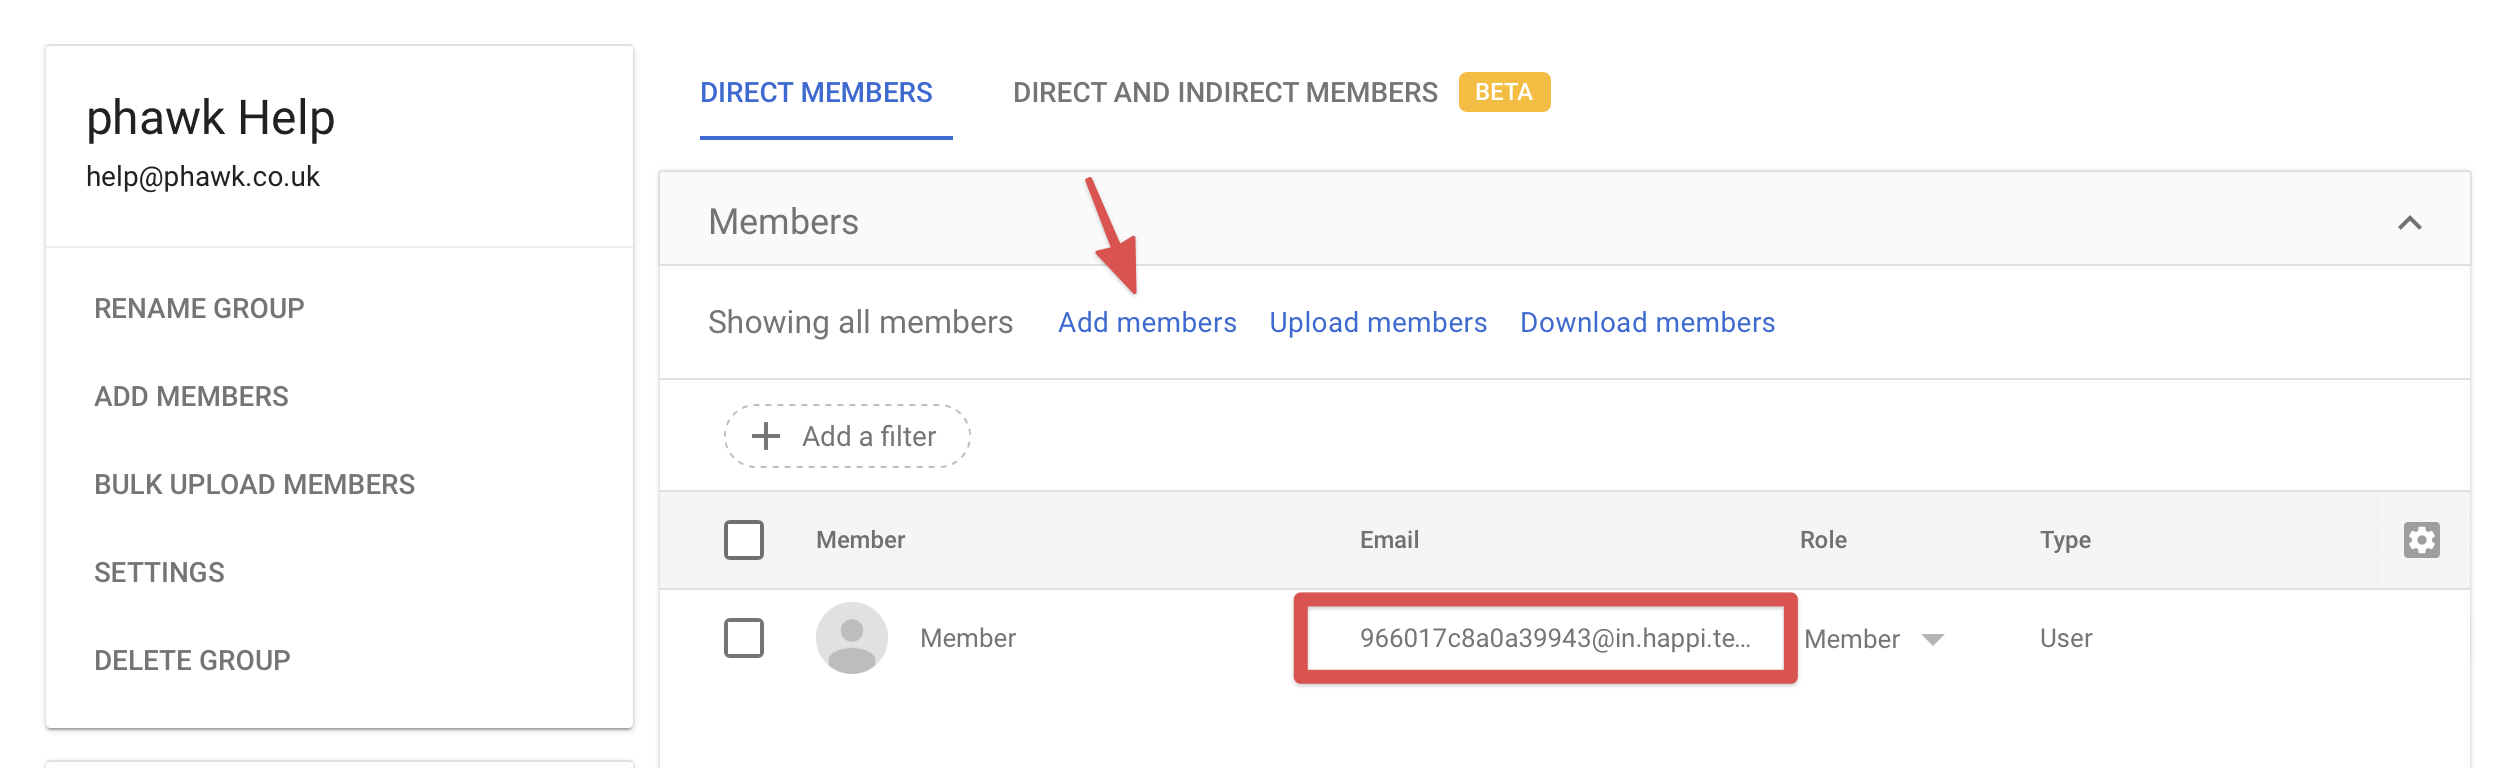 phawk Help
help@phawk.co.uk
RENAME GROUP
ADD MEMBERS
BULK UPLOAD MEMBERS
SETTINGS
DELETE GROUP
DIRECT MEMBERS DIRECT AND INDIRECT MEMBERS BETA
Members
Showing all members Add members Upload members Download members
Add a filter
Member Email Role Type
Member 966017c8a0a39943@in.happi.te... Member User